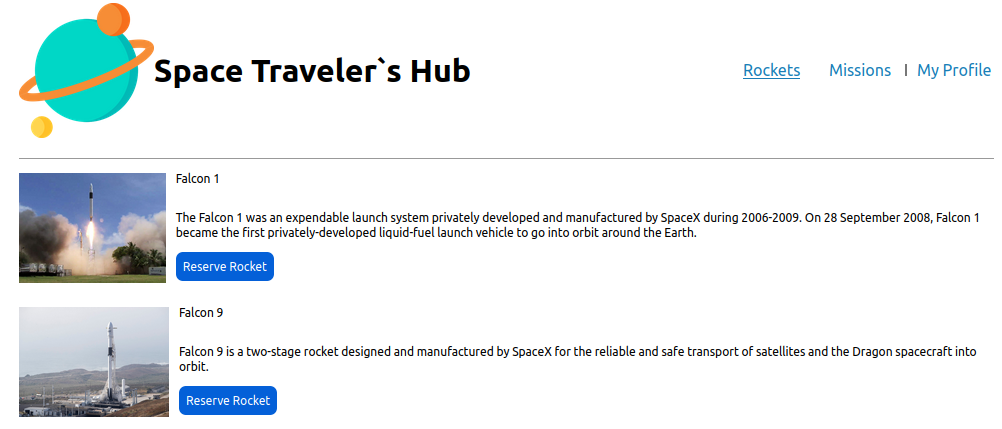 Space Traveler`s Hub
Rockets Missions | My Profile
Falcon 1
The Falcon 1 was an expendable launch system privately developed and manufactured by SpaceX during 2006-2009. On 28 September 2008, Falcon 1
became the first privately-developed liquid-fuel launch vehicle to go into orbit around the Earth.
Reserve Rocket
Falcon 9
Falcon 9 is a two-stage rocket designed and manufactured by SpaceX for the reliable and safe transport of satellites and the Dragon spacecraft into
orbit.
Reserve Rocket